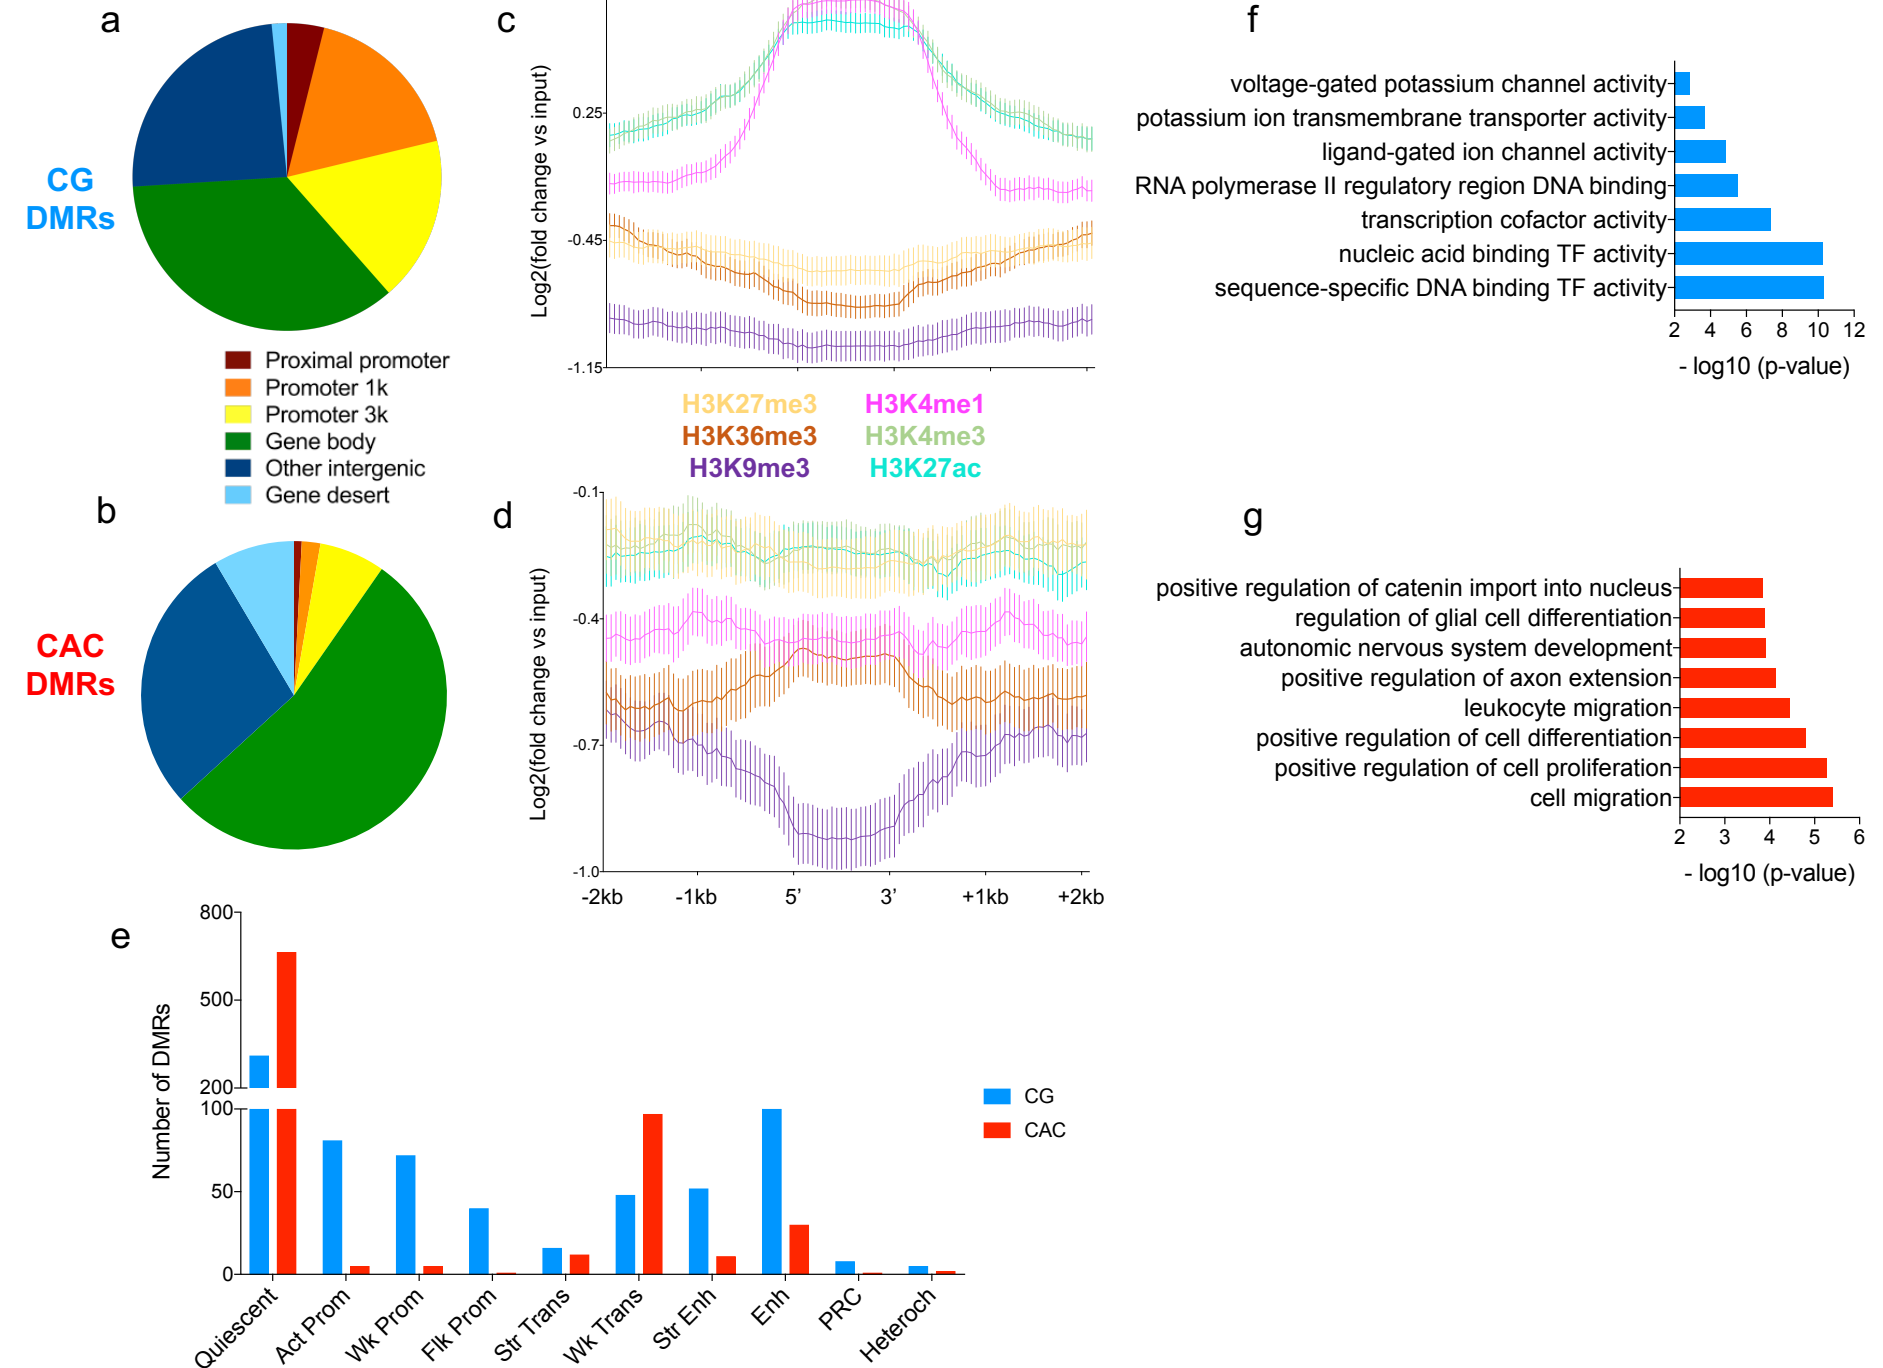 a
CG
DMRs
Proximal promoter
Promoter 1k
Promoter 3k
Gene body
Other intergenic
Gene desert
b
CAC
DMRs
c
Log2(fold change vs input)
0.25
-0.45
-1.15
H3K27me3
H3K4me1
H3K36me3
H3K4me3
H3K9me3
H3K27ac
d
Log2(fold change vs input)
-0.1
-0.4
-0.7
-1.0
-2kb
-1kb
5’
3’
+1kb
+2kb
e
Number of DMRs
800
500
200
100
50
0
Quiescent
Act Prom
Wk Prom
Flk Prom
Str Trans
Wk Trans
Str Enh
Enh
PRC
Heteroch
CG
CAC
f
voltage-gated potassium channel activity
potassium ion transmembrane transporter activity
ligand-gated ion channel activity
RNA polymerase II regulatory region DNA binding
transcription cofactor activity
nucleic acid binding TF activity
sequence-specific DNA binding TF activity
2 4 6 8 10 12
- log10 (p-value)
g
positive regulation of catenin import into nucleus
regulation of glial cell differentiation
autonomic nervous system development
positive regulation of axon extension
leukocyte migration
positive regulation of cell differentiation
positive regulation of cell proliferation
cell migration
2 3 4 5 6
- log10 (p-value)